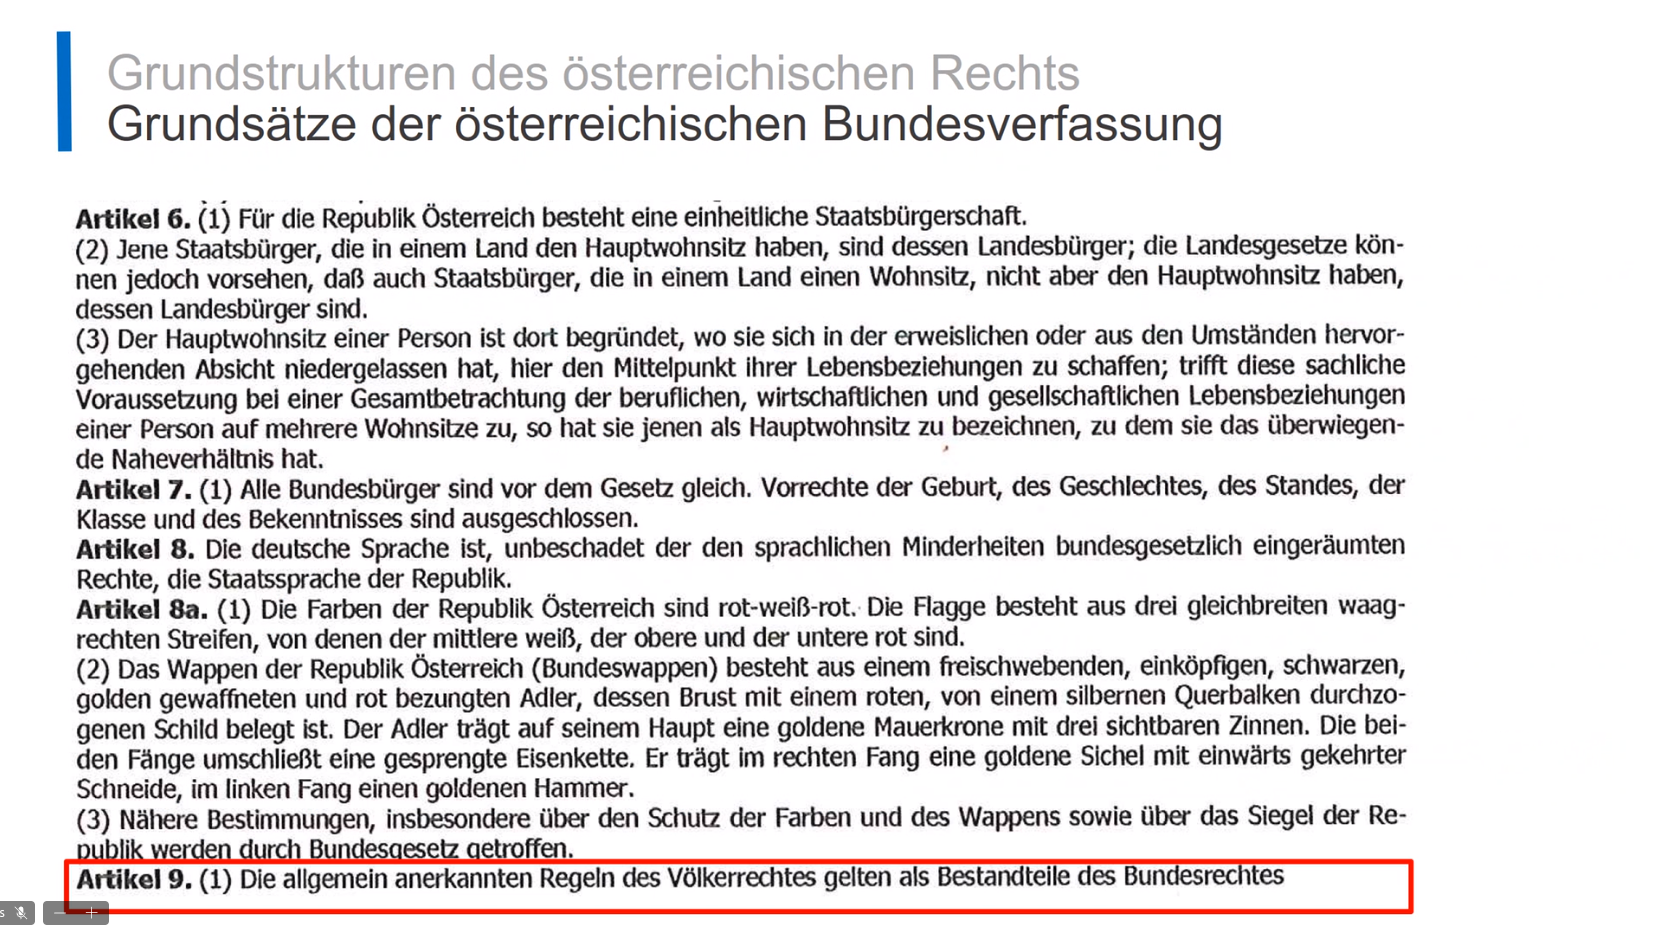 Grundstrukturen des österreichischen Rechts
Grundsätze der österreichischen Bundesverfassung
Artikel 6. (1) Für die Republik Österreich besteht eine einheitliche Staatsbürgerschaft.
(2) Jene Staatsbürger, die in einem Land den Hauptwohnsitz haben, sind dessen Landesbürger; die Landesgesetze kön-
nen jedoch vorsehen, daß auch Staatsbürger, die in einem Land einen Wohnsitz, nicht aber den Hauptwohnsitz haben,
dessen Landesbürger sind.
(3) Der Hauptwohnsitz einer Person ist dort begründet, wo sie sich in der erweislichen oder aus den Umständen hervor-
gehenden Absicht niedergelassen hat, hier den Mittelpunkt ihrer Lebensbeziehungen zu schaffen; trifft diese sachliche
Voraussetzung bei einer Gesamtbetrachtung der beruflichen, wirtschaftlichen und gesellschaftlichen Lebensbeziehungen
einer Person auf mehrere Wohnsitze zu, so hat sie jenen als Hauptwohnsitz zu bezeichnen, zu dem sie das überwiegen-
de Naheverhältnis hat.
Artikel 7. (1) Alle Bundesbürger sind vor dem Gesetz gleich. Vorrechte der Geburt, des Geschlechtes, des Standes, der
Klasse und des Bekenntnisses sind ausgeschlossen.
Artikel 8. Die deutsche Sprache ist, unbeschadet der den sprachlichen Minderheiten bundesgesetzlich eingeräumten
Rechte, die Staatssprache der Republik.
Artikel 8a. (1) Die Farben der Republik Österreich sind rot-weiß-rot. Die Flagge besteht aus drei gleichbreiten waag-
rechten Streifen, von denen der mittlere weiß, der obere und der untere rot sind.
(2) Das Wappen der Republik Österreich (Bundeswappen) besteht aus einem freischwebenden, einköpfigen, schwarzen,
golden gewaffneten und rot bezungten Adler, dessen Brust mit einem roten, von einem silbernen Querbalken durchzo-
genen Schild belegt ist. Der Adler trägt auf seinem Haupt eine goldene Mauerkrone mit drei sichtbaren Zinnen. Die bei-
den Fänge umschließt eine gesprengte Eisenkette. Er trägt im rechten Fang eine goldene Sichel mit einwärts gekehrter
Schneide, im linken Fang einen goldenen Hammer.
(3) Nähere Bestimmungen, insbesondere über den Schutz der Farben und des Wappens sowie über das Siegel der Re-
publik werden durch Bundesgesetz getroffen.
Artikel 9. (1) Die allgemein anerkannten Regeln des Völkerrechtes gelten als Bestandteile des Bundesrechtes